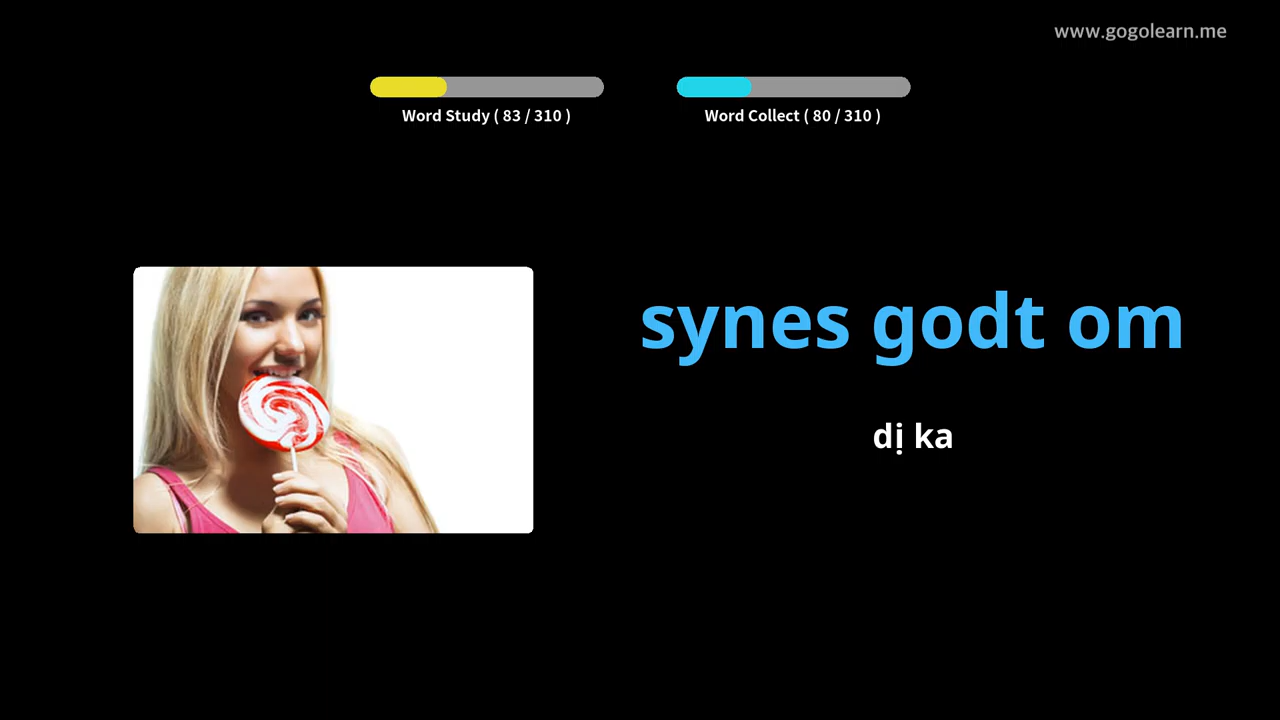 www.gogolearn.me
Word Study ( 83 / 310 )
Word Collect ( 80 / 310 )
synes godt om
dị ka